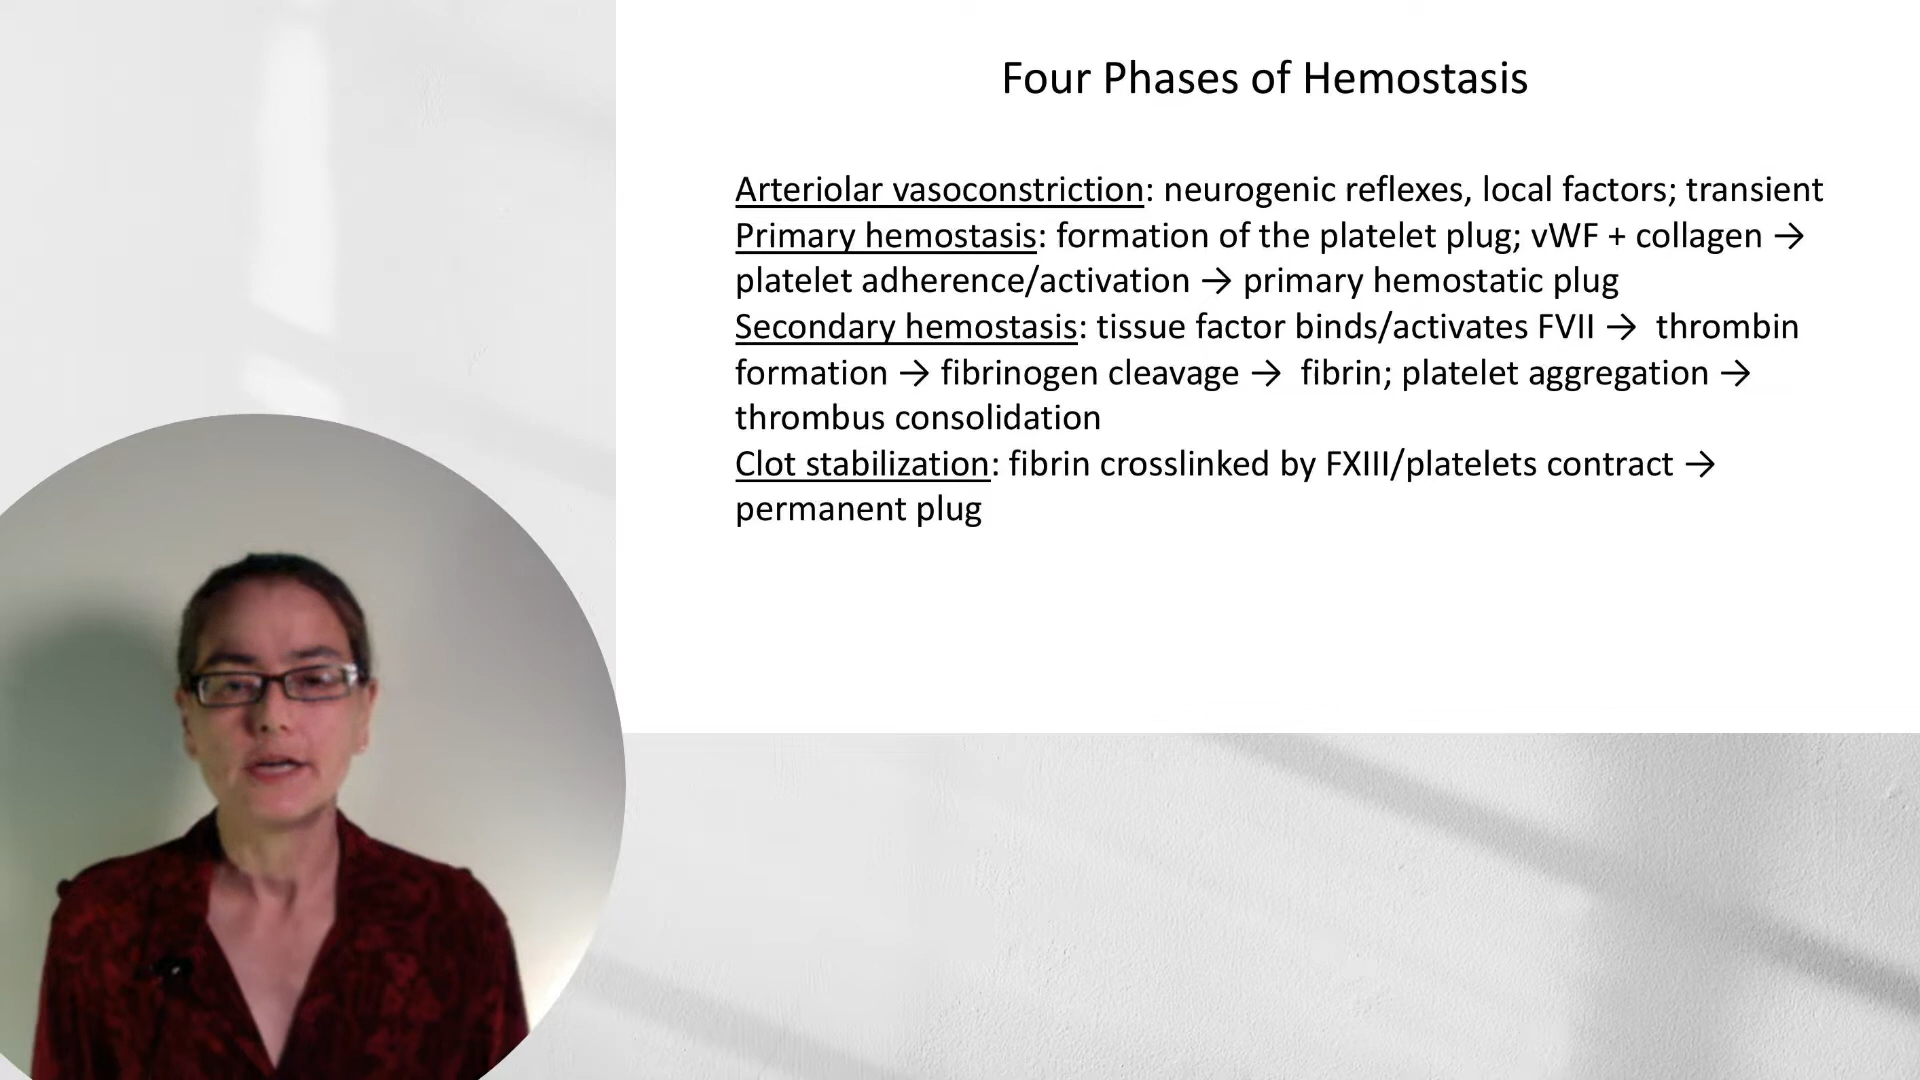 Four Phases of Hemostasis
Arteriolar vasoconstriction: neurogenic reflexes, local factors; transient
Primary hemostasis: formation of the platelet plug; vWF + collagen →
platelet adherence/activation → primary hemostatic plug
Secondary hemostasis: tissue factor binds/activates FVII → thrombin
formation → fibrinogen cleavage → fibrin; platelet aggregation →
thrombus consolidation
Clot stabilization: fibrin crosslinked by FXIII/platelets contract →
permanent plug